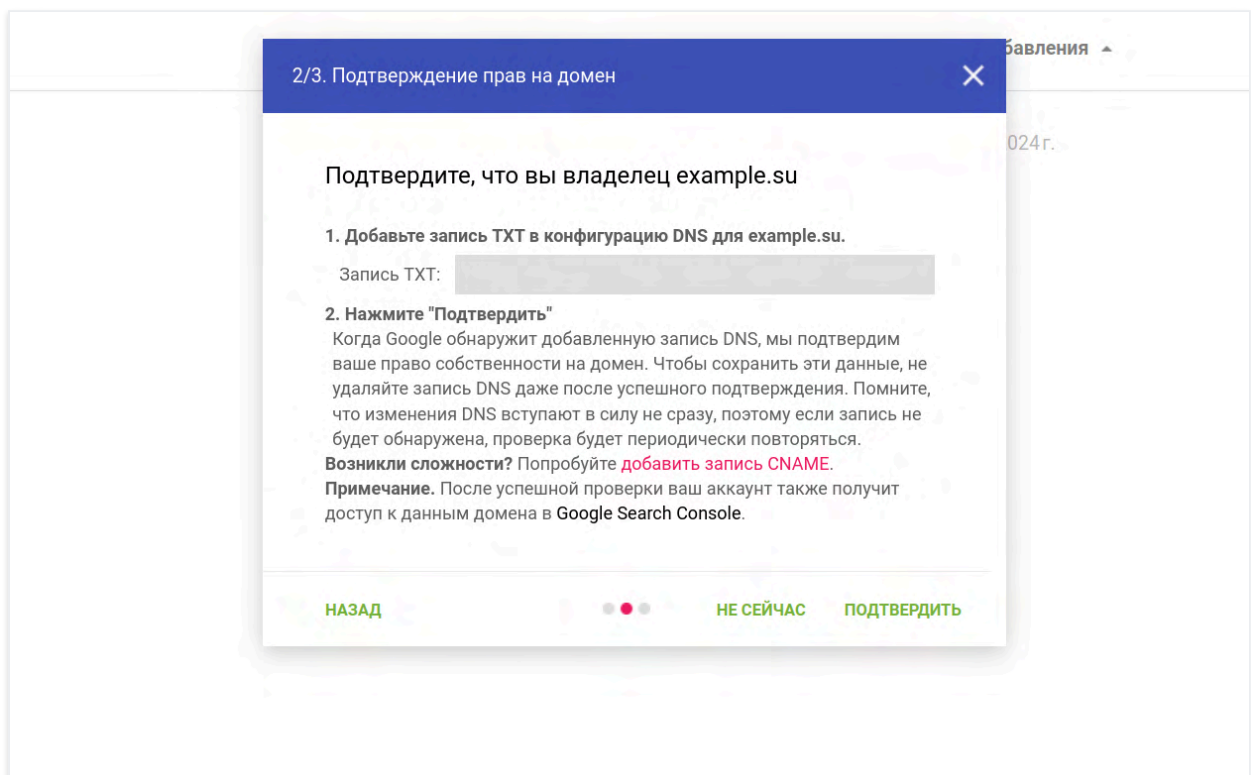 бавления
2/3. Подтверждение прав на домен
024 г.
Подтвердите, что вы владелец example.su
1. Добавьте запись TXT в конфигурацию DNS для example.su.
Запись TXT:
2. Нажмите "Подтвердить"
Когда Google обнаружит добавленную запись DNS, мы подтвердим
ваше право собственности на домен. Чтобы сохранить эти данные, не
удаляйте запись DNS даже после успешного подтверждения. Помните,
что изменения DNS вступают в силу не сразу, поэтому если запись не
будет обнаружена, проверка будет периодически повторяться.
Возникли сложности? Попробуйте добавить запись CNAME.
Примечание. После успешной проверки ваш аккаунт также получит
доступ к данным домена в Google Search Console.
НАЗАД НЕ СЕЙЧАС ПОДТВЕРДИТЬ